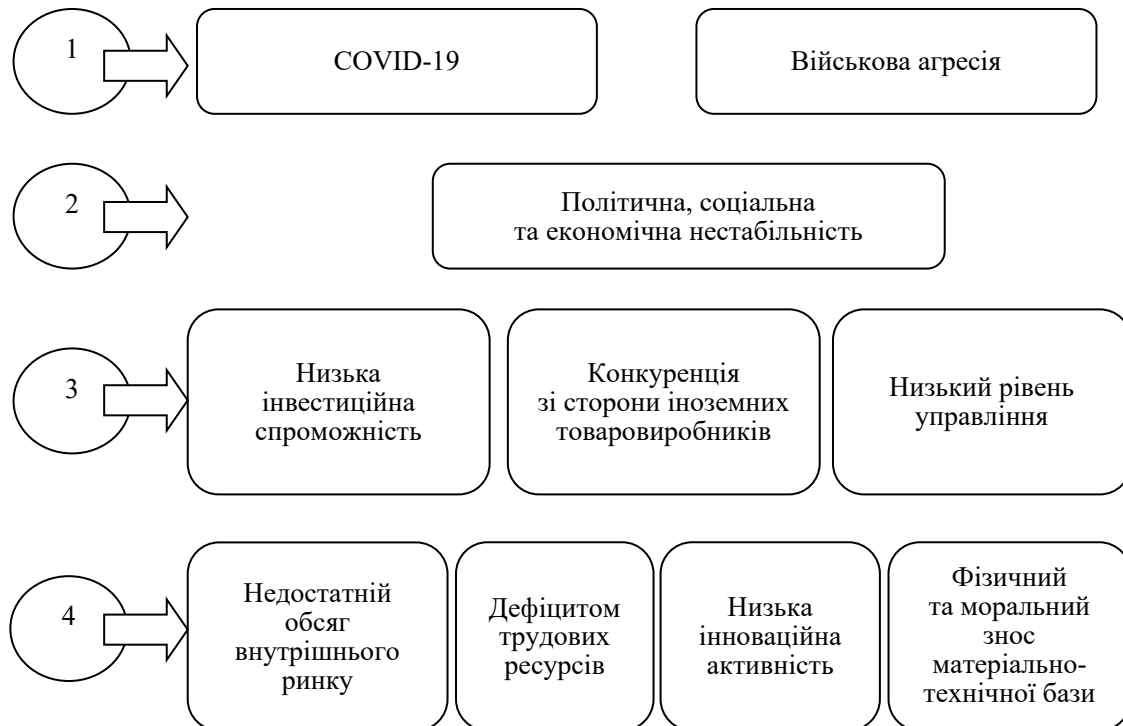 1
COVID-19
Військова агресія
2
Політична, соціальна
та економічна нестабільність
3
Низька
інвестиційна
спроможність
Конкуренція
зі сторони іноземних
товаровиробників
Низький рівень
управління
4
Недостатній
обсяг
внутрішнього
ринку
Дефіцитом
трудових
ресурсів
Низька
інноваційна
активність
Фізичний
та моральний
знос
матеріально-
технічної бази